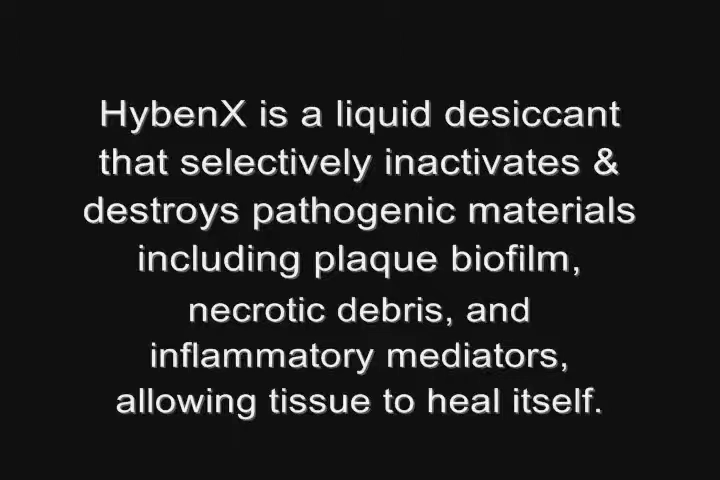 HybenX is a liquid desiccant
that selectively inactivates &
destroys pathogenic materials
including plaque biofilm,
necrotic debris, and
inflammatory mediators,
allowing tissue to heal itself.